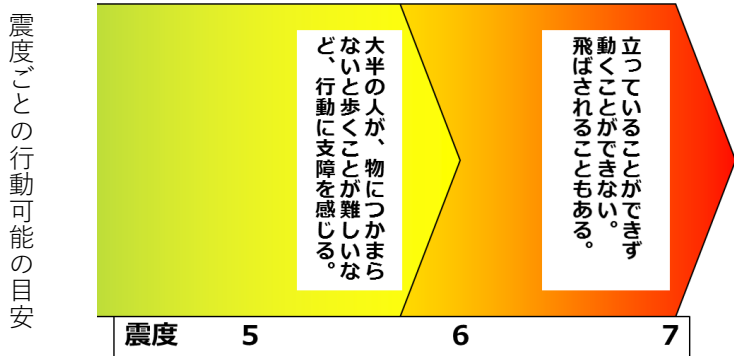 震度ごとの行動可能の目安
大半の人が、物につかまら
ないと歩くことが難しいな
ど、行動に支障を感じる。
立っていることができず
動くことができない。
飛ばされることもある。
震度 5 6 7